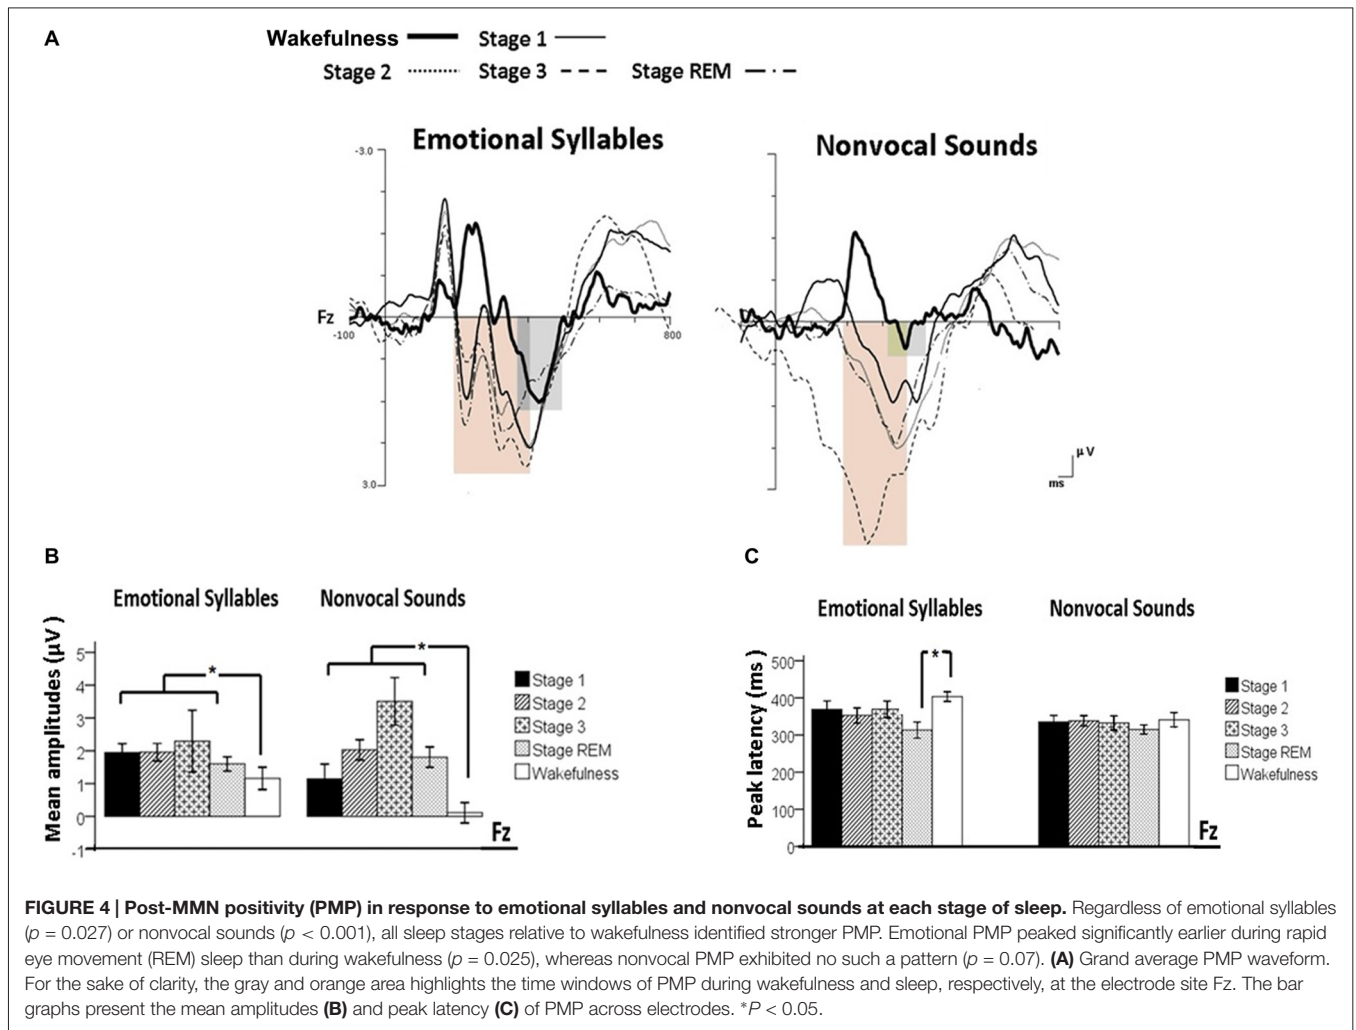 A
Wakefulness Stage 1
Stage 2 Stage 3 Stage REM
Emotional Syllables
Nonvocal Sounds
-3.0
Fz
-100
800
3.0
μV
ms
B
Emotional Syllables Nonvocal Sounds
Mean amplitudes (μV )
5
4
3
2
1
0
-1
*
*
Fz
Stage 1
Stage 2
Stage 3
Stage REM
Wakefulness
C
Emotional Syllables Nonvocal Sounds
Peak latency (ms)
500
400
300
200
100
0
*
Fz
Stage 1
Stage 2
Stage 3
Stage REM
Wakefulness
FIGURE 4 | Post-MMN positivity (PMP) in response to emotional syllables and nonvocal sounds at each stage of sleep. Regardless of emotional syllables
(p = 0.027) or nonvocal sounds (p < 0.001), all sleep stages relative to wakefulness identified stronger PMP. Emotional PMP peaked significantly earlier during rapid
eye movement (REM) sleep than during wakefulness (p = 0.025), whereas nonvocal PMP exhibited no such a pattern (p = 0.07). (A) Grand average PMP waveform.
For the sake of clarity, the gray and orange area highlights the time windows of PMP during wakefulness and sleep, respectively, at the electrode site Fz. The bar
graphs present the mean amplitudes (B) and peak latency (C) of PMP across electrodes. *P < 0.05.